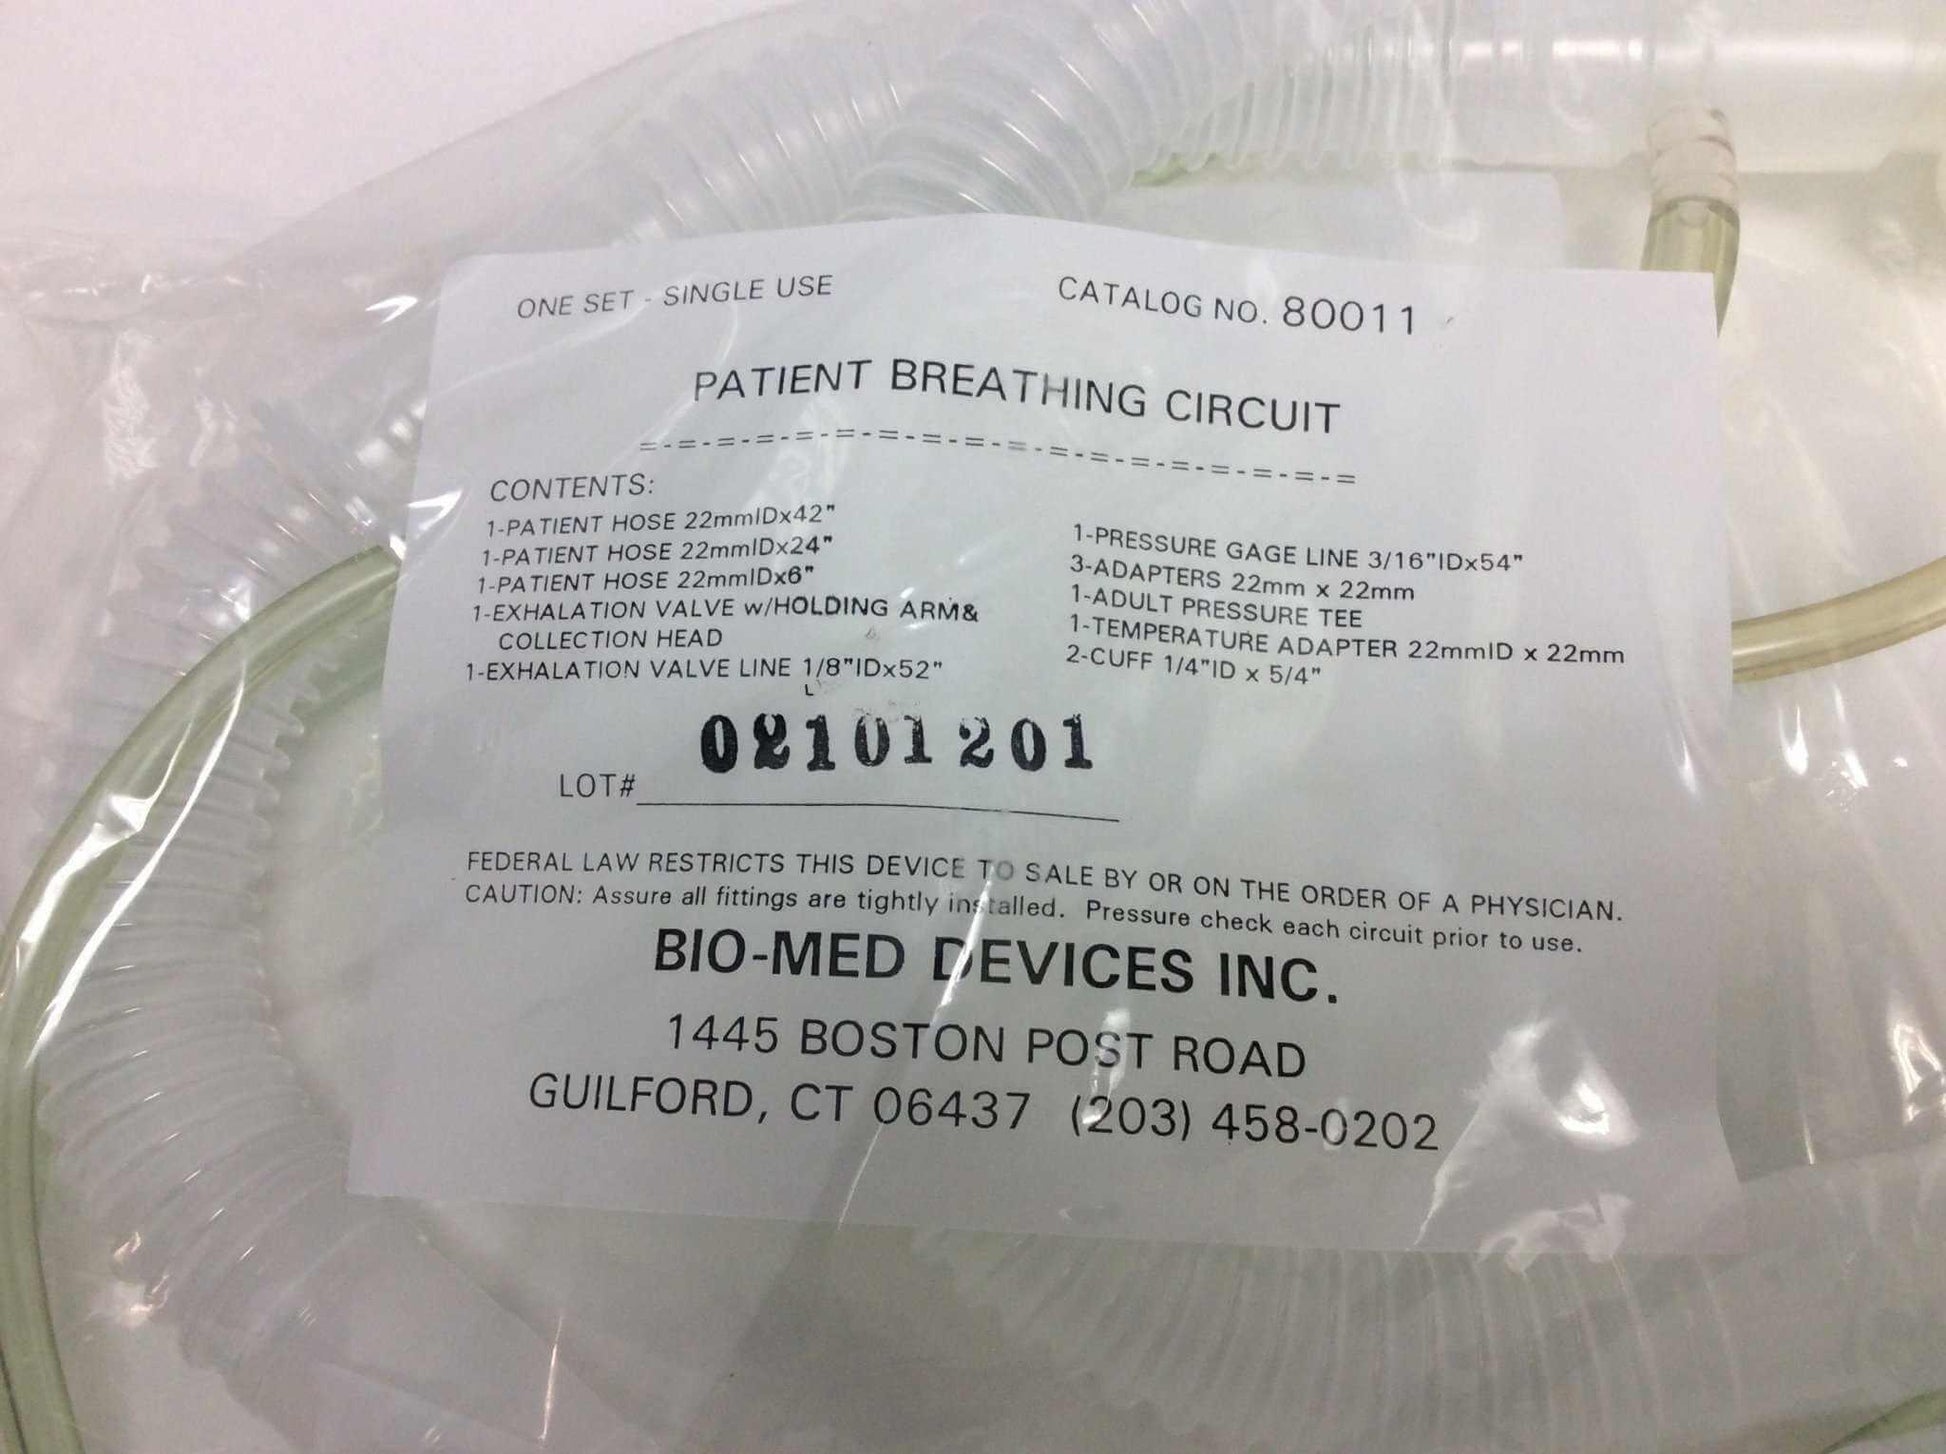 ONE SET - SINGLE USE
CATALOG NO. 80011
PATIENT BREATHING CIRCUIT
=-=-=-=-=-=-=-=-=-=-=-=-=-=-=-=-=-=
CONTENTS:
1-PATIENT HOSE 22mmIDx42"
1-PATIENT HOSE 22mmIDx24"
1-PATIENT HOSE 22mmIDx6"
1-EXHALATION VALVE w/HOLDING ARM&
COLLECTION HEAD
1-EXHALATION VALVE LINE 1/8"IDx52"
1-PRESSURE GAGE LINE 3/16"IDx54"
3-ADAPTERS 22mm x 22mm
1-ADULT PRESSURE TEE
1-TEMPERATURE ADAPTER 22mmID x 22mm
2-CUFF 1/4"ID x 5/4"
LOT# 02101201
FEDERAL LAW RESTRICTS THIS DEVICE TO SALE BY OR ON THE ORDER OF A PHYSICIAN.
CAUTION: Assure all fittings are tightly installed. Pressure check each circuit prior to use.
BIO-MED DEVICES INC.
1445 BOSTON POST ROAD
GUILFORD, CT 06437 (203) 458-0202